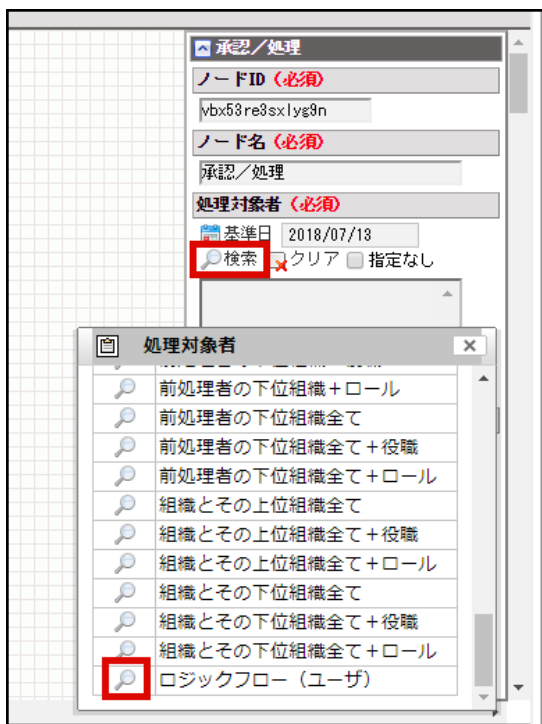 承認／処理
ノードID（必須）
vbx53re3sxlyg9n
ノード名（必須）
承認／処理
処理対象者（必須）
基準日 2018/07/13
検索 クリア 指定なし
処理対象者
前処理者の下位組織＋ロール
前処理者の下位組織全て
前処理者の下位組織全て＋役職
前処理者の下位組織全て＋ロール
組織とその上位組織全て
組織とその上位組織全て＋役職
組織とその上位組織全て＋ロール
組織とその下位組織全て
組織とその下位組織全て＋役職
組織とその下位組織全て＋ロール
ロジックフロー（ユーザ）